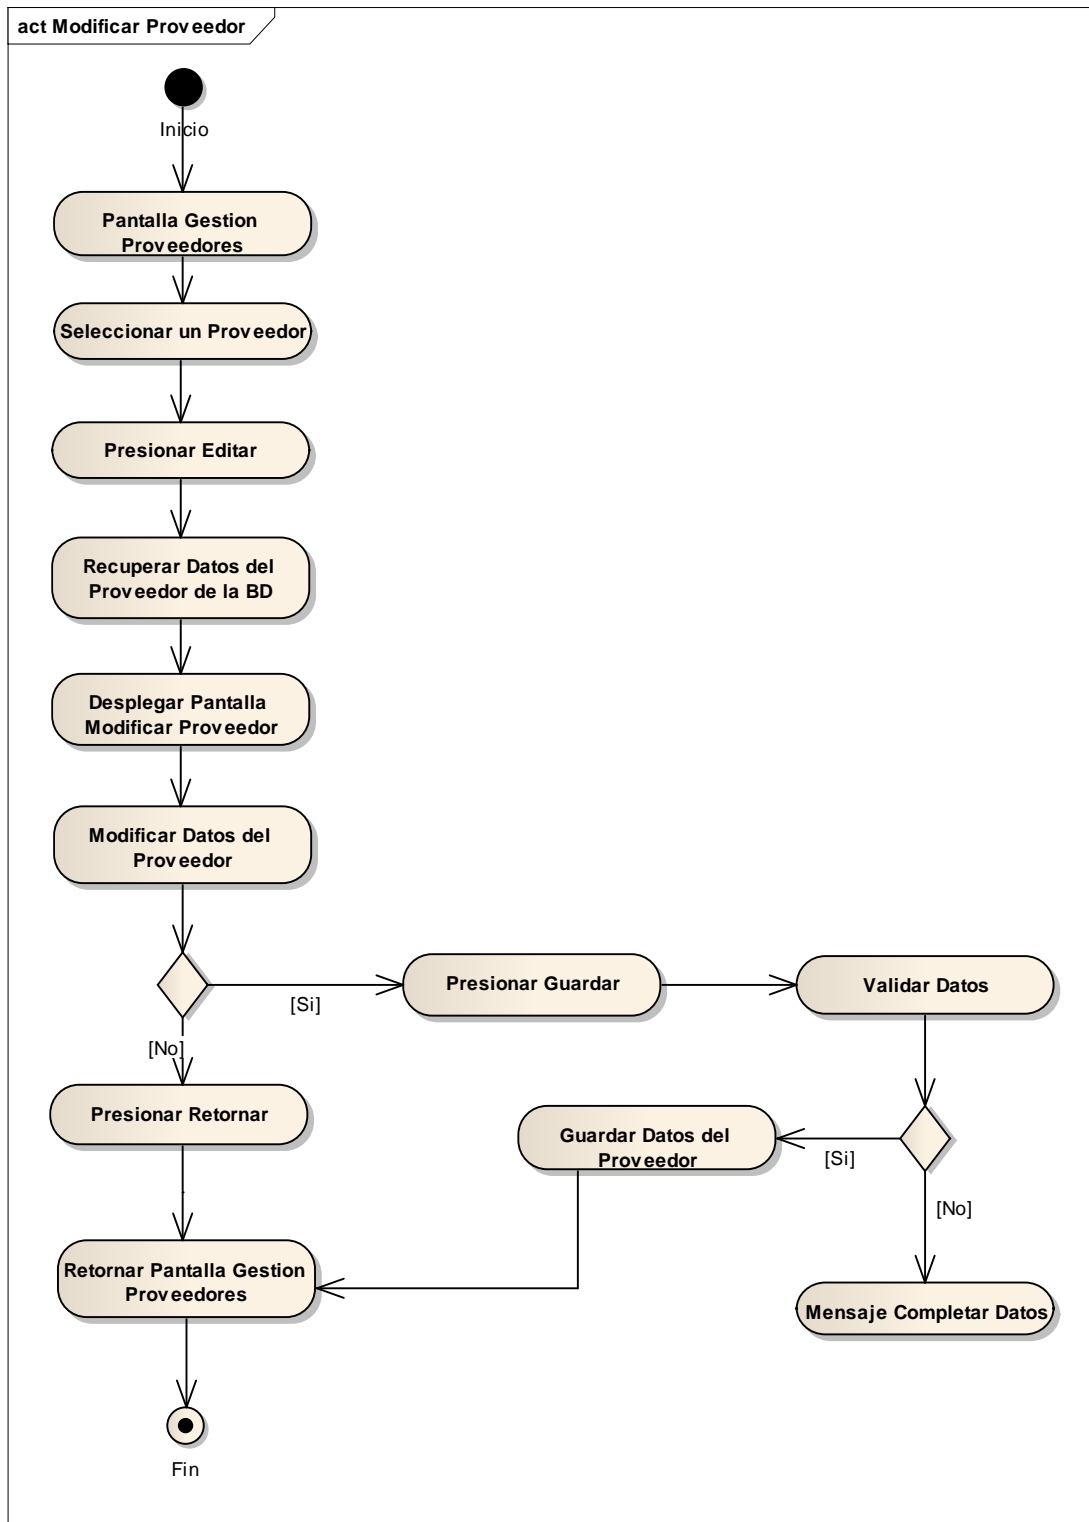 act Modificar Proveedor
Inicio
Pantalla Gestion
Proveedores
Seleccionar un Proveedor
Presionar Editar
Recuperar Datos del
Proveedor de la BD
Desplegar Pantalla
Modificar Proveedor
Modificar Datos del
Proveedor
[Si]
Presionar Guardar
Validar Datos
[No]
Presionar Retornar
Guardar Datos del
Proveedor
[Si]
[No]
Retornar Pantalla Gestion
Proveedores
Mensaje Completar Datos
Fin